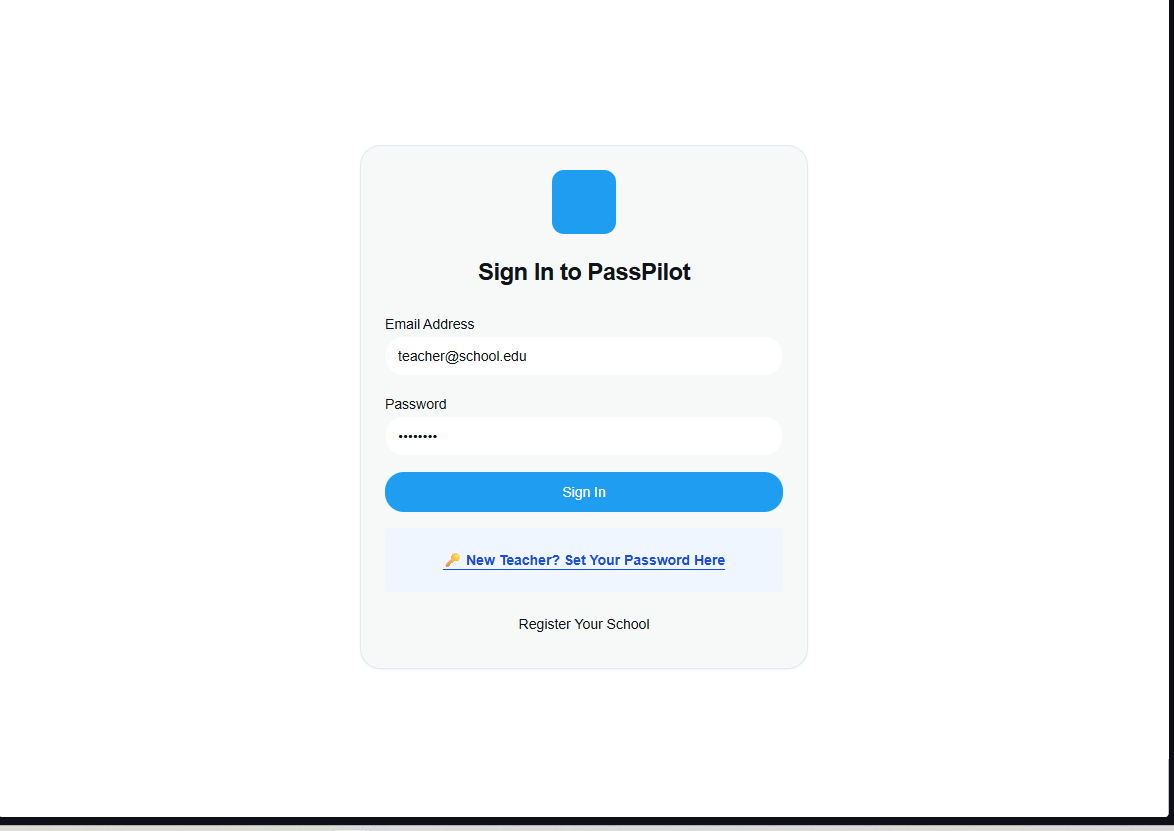 Sign In to PassPilot
Email Address
teacher@school.edu
Password
••••••••
Sign In
🔑 New Teacher? Set Your Password Here
Register Your School